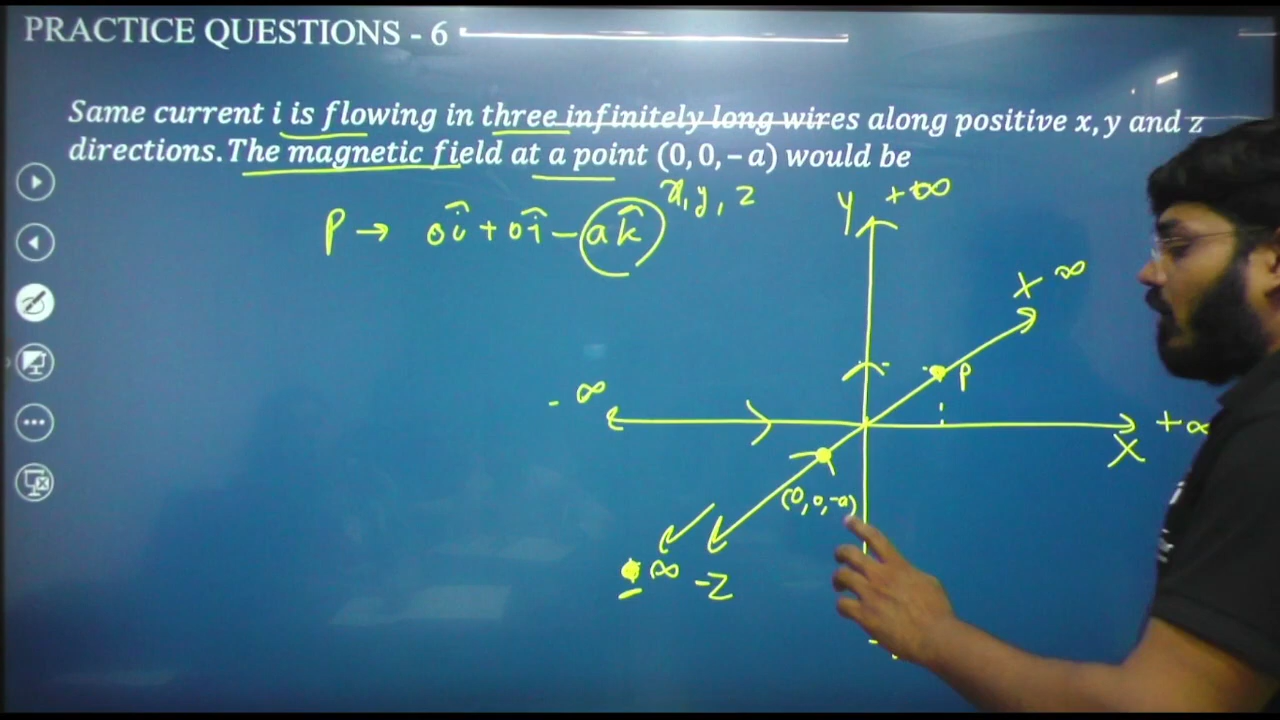 PRACTICE QUESTIONS - 6
Same current i is flowing in three infinitely long wires along positive x, y and z
directions. The magnetic field at a point (0, 0, – a) would be
x, y, z
P → 0î + 0î – ak̂
Y +∞
X ∞
P
- ∞
+ ∞
X
(0, 0, -a)
∞ -Z